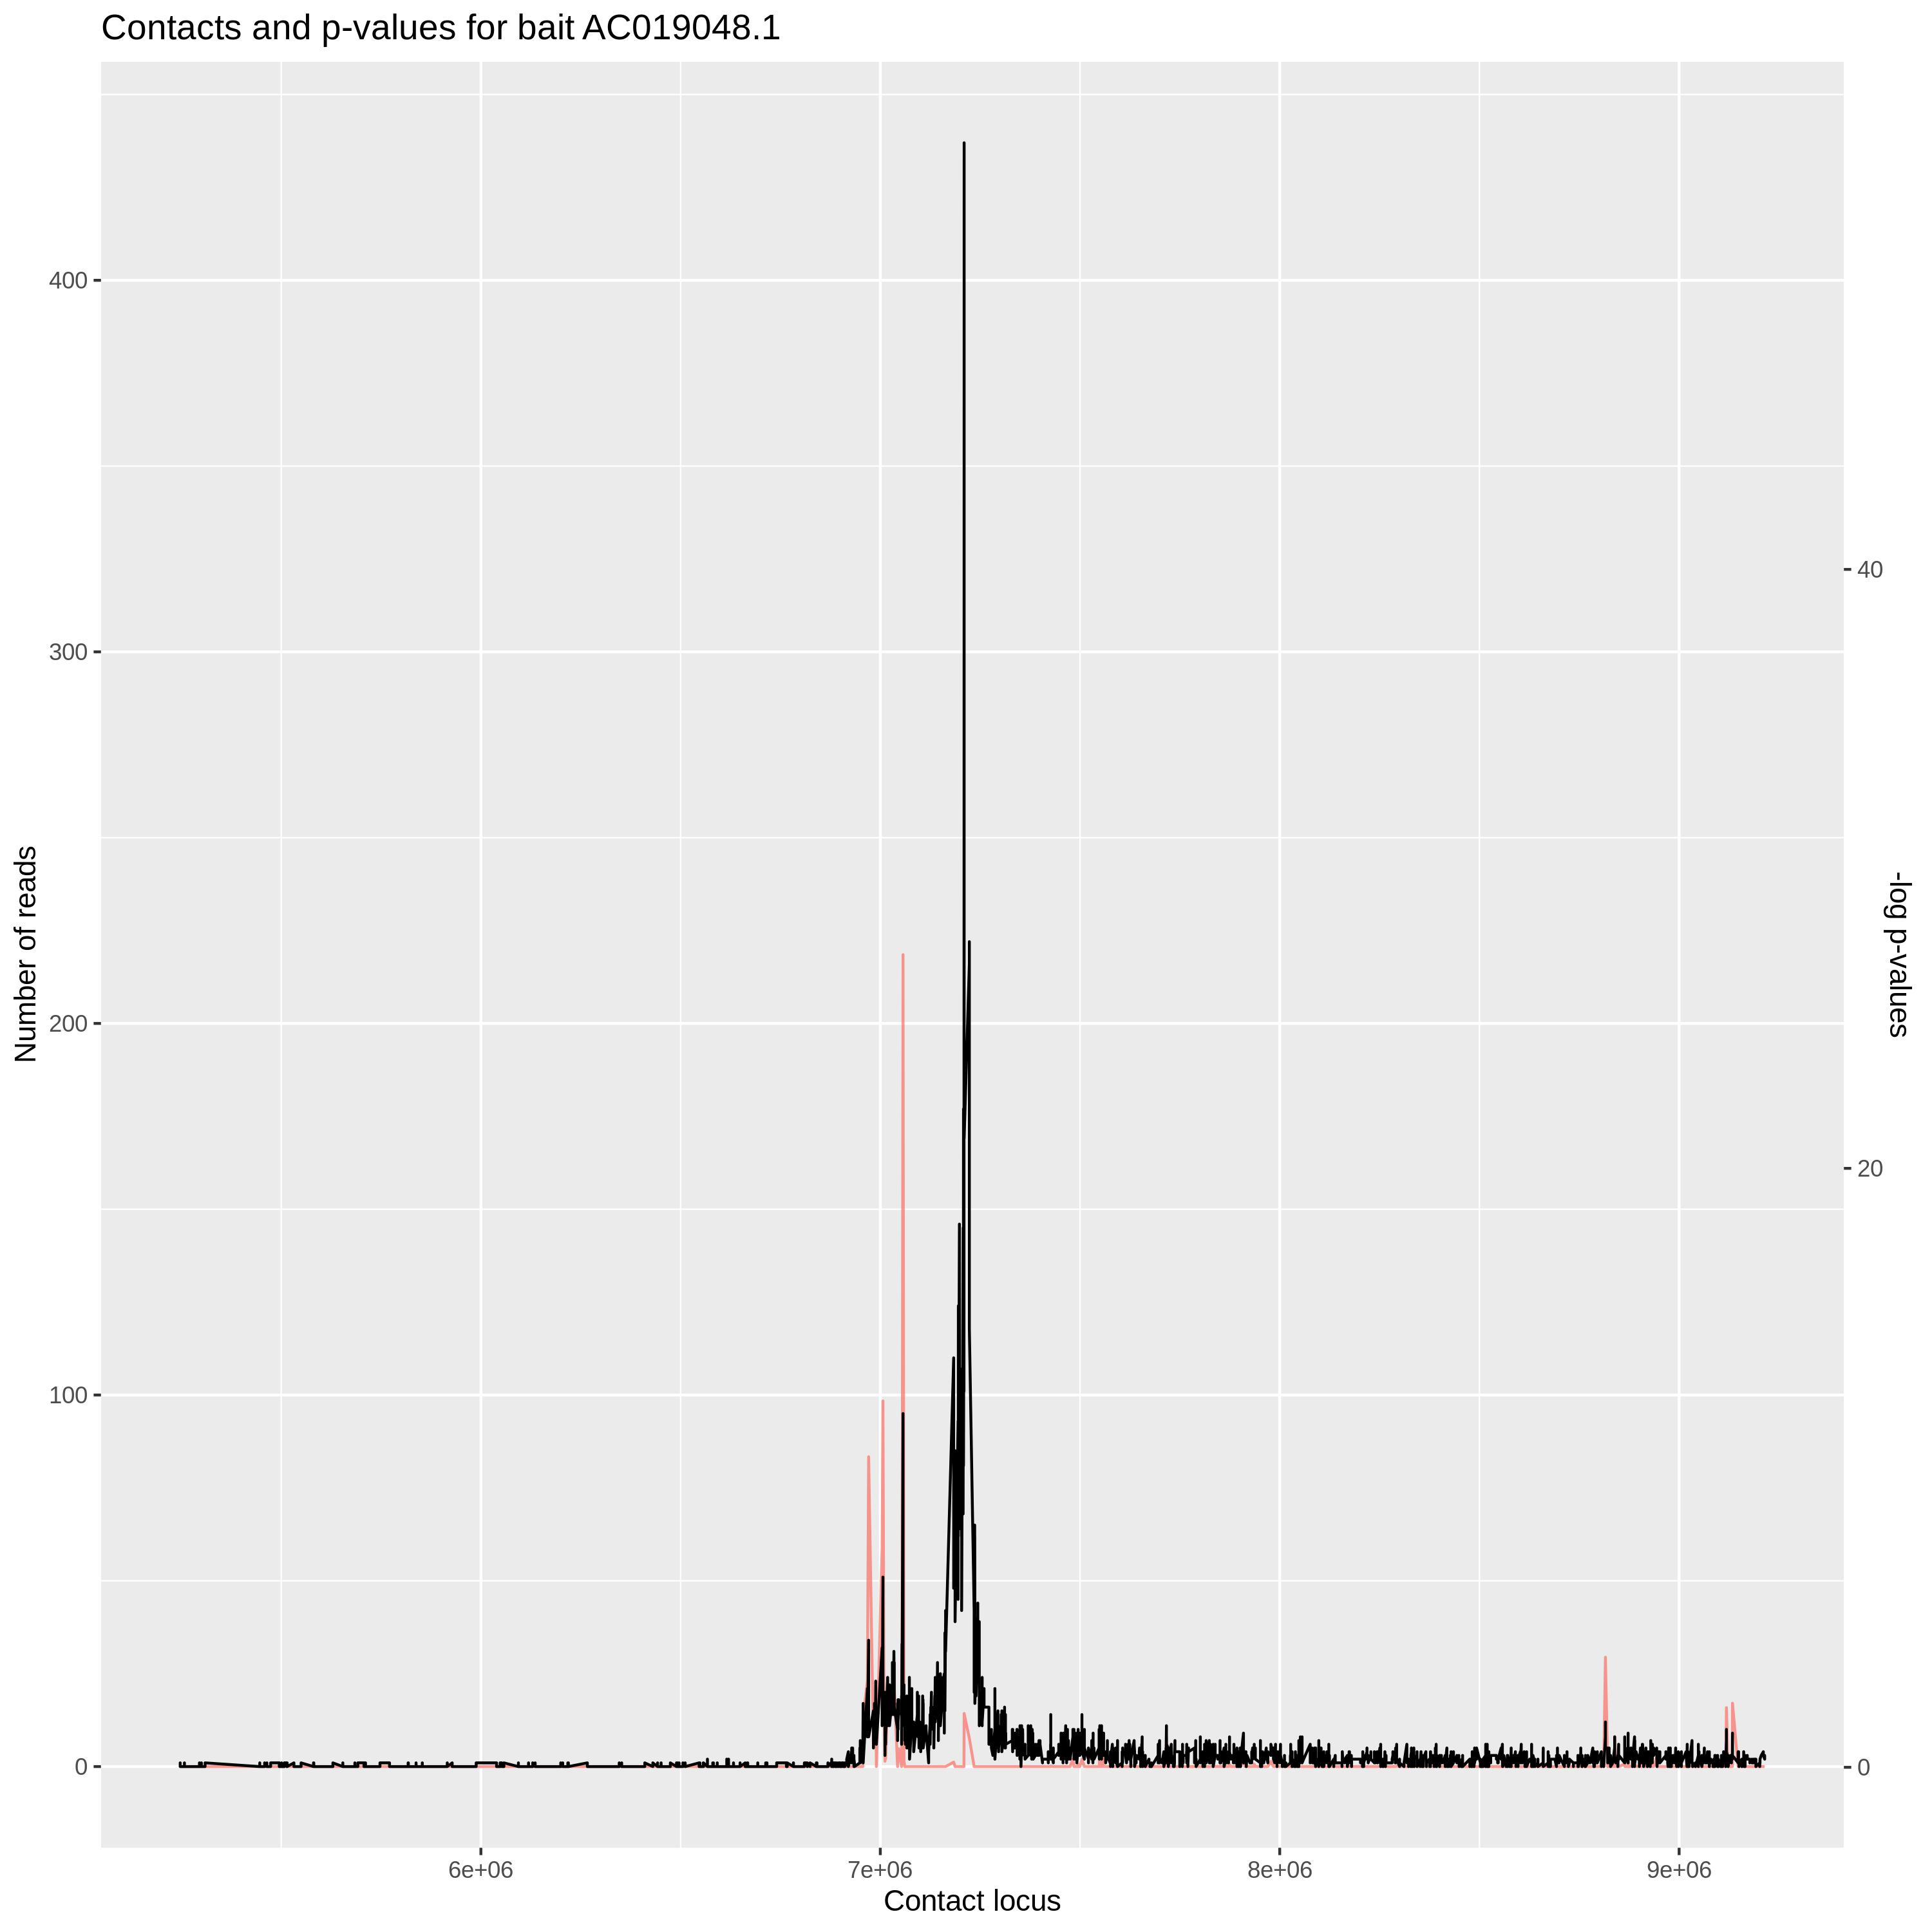 Contacts and p-values for bait AC019048.1
400
300
200
100
0
Number of reads
40
20
0
-log p-values
6e+06
7e+06
8e+06
9e+06
Contact locus